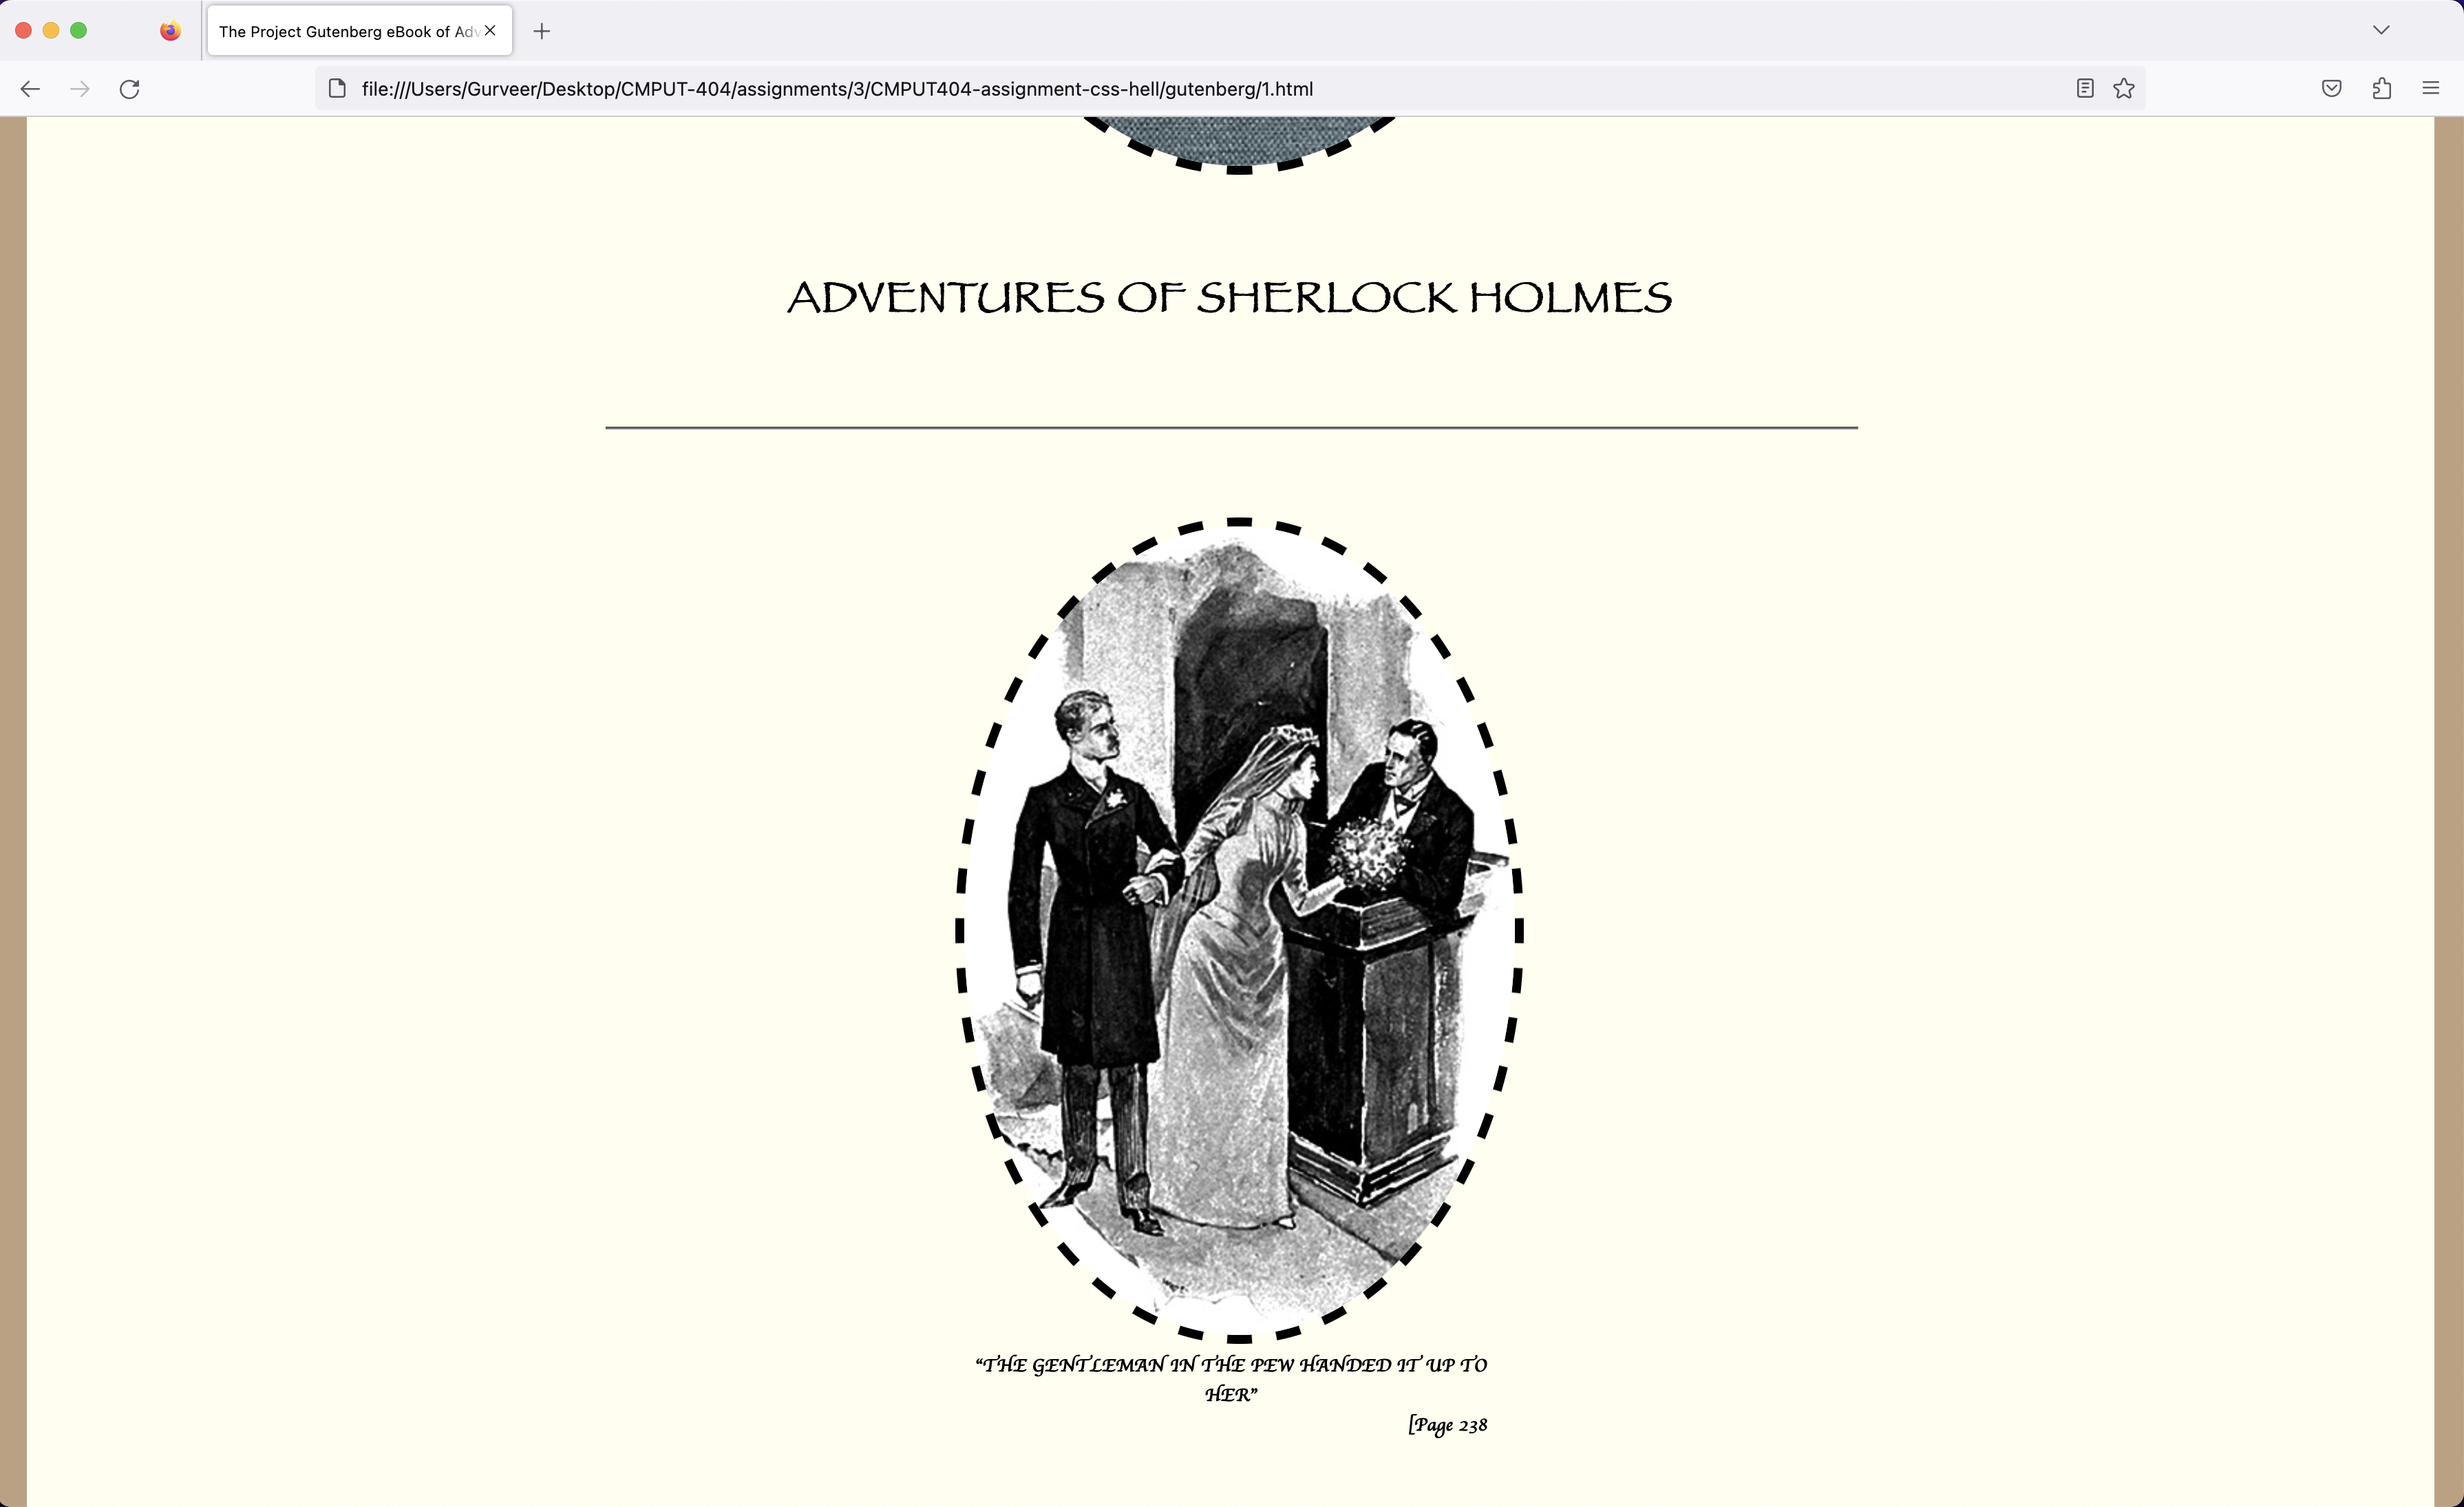 The Project Gutenberg eBook of Adv
file:///Users/Gurveer/Desktop/CMPUT-404/assignments/3/CMPUT404-assignment-css-hell/gutenberg/1.html
ADVENTURES OF SHERLOCK HOLMES
“THE GENTLEMAN IN THE PEW HANDED IT UP TO
HER”
[Page 238